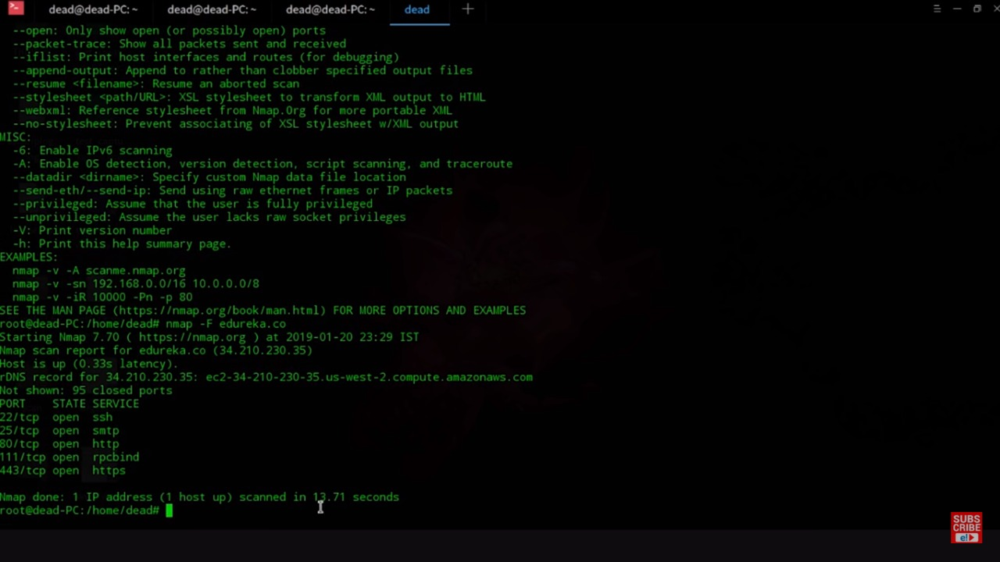 dead@dead-PC: ~ dead@dead-PC: ~ dead@dead-PC: ~ dead
--open: Only show open (or possibly open) ports
--packet-trace: Show all packets sent and received
--iflist: Print host interfaces and routes (for debugging)
--append-output: Append to rather than clobber specified output files
--resume <filename>: Resume an aborted scan
--stylesheet <path/URL>: XSL stylesheet to transform XML output to HTML
--webxml: Reference stylesheet from Nmap.Org for more portable XML
--no-stylesheet: Prevent associating of XSL stylesheet w/XML output
MISC:
-6: Enable IPv6 scanning
-A: Enable OS detection, version detection, script scanning, and traceroute
--datadir <dirname>: Specify custom Nmap data file location
--send-eth/--send-ip: Send using raw ethernet frames or IP packets
--privileged: Assume that the user is fully privileged
--unprivileged: Assume the user lacks raw socket privileges
-V: Print version number
-h: Print this help summary page.
EXAMPLES:
nmap -v -A scanme.nmap.org
nmap -v -sn 192.168.0.0/16 10.0.0.0/8
nmap -v -iR 10000 -Pn -p 80
SEE THE MAN PAGE (https://nmap.org/book/man.html) FOR MORE OPTIONS AND EXAMPLES
root@dead-PC:/home/dead# nmap -F edureka.co
Starting Nmap 7.70 ( https://nmap.org ) at 2019-01-20 23:29 IST
Nmap scan report for edureka.co (34.210.230.35)
Host is up (0.33s latency).
rDNS record for 34.210.230.35: ec2-34-210-230-35.us-west-2.compute.amazonaws.com
Not shown: 95 closed ports
PORT STATE SERVICE
22/tcp open ssh
25/tcp open smtp
80/tcp open http
111/tcp open rpcbind
443/tcp open https
Nmap done: 1 IP address (1 host up) scanned in 13.71 seconds
root@dead-PC:/home/dead#
SUBS
CRIBE
e!